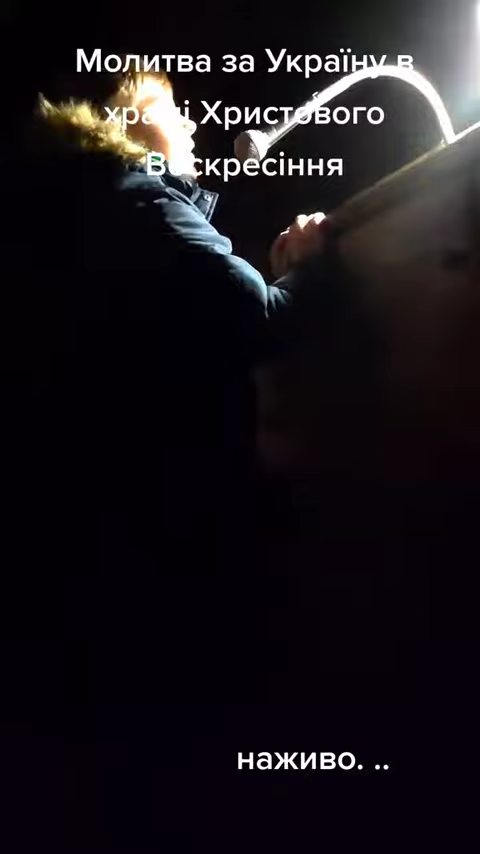 Молитва за Україну в
храмі Христового
Воскресіння
наживо. ..